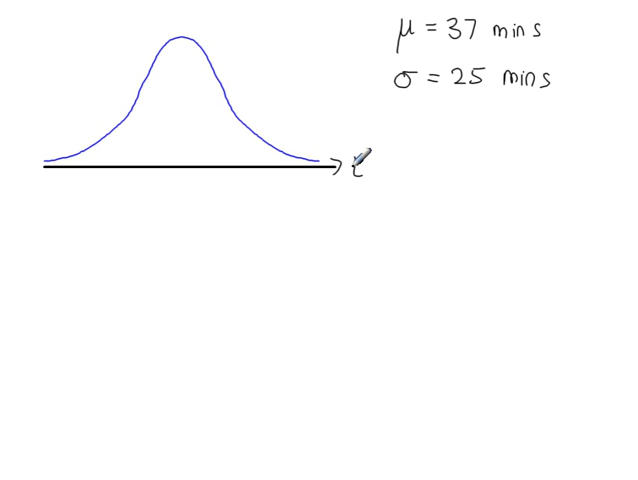 μ = 37 mins
σ = 25 mins
t